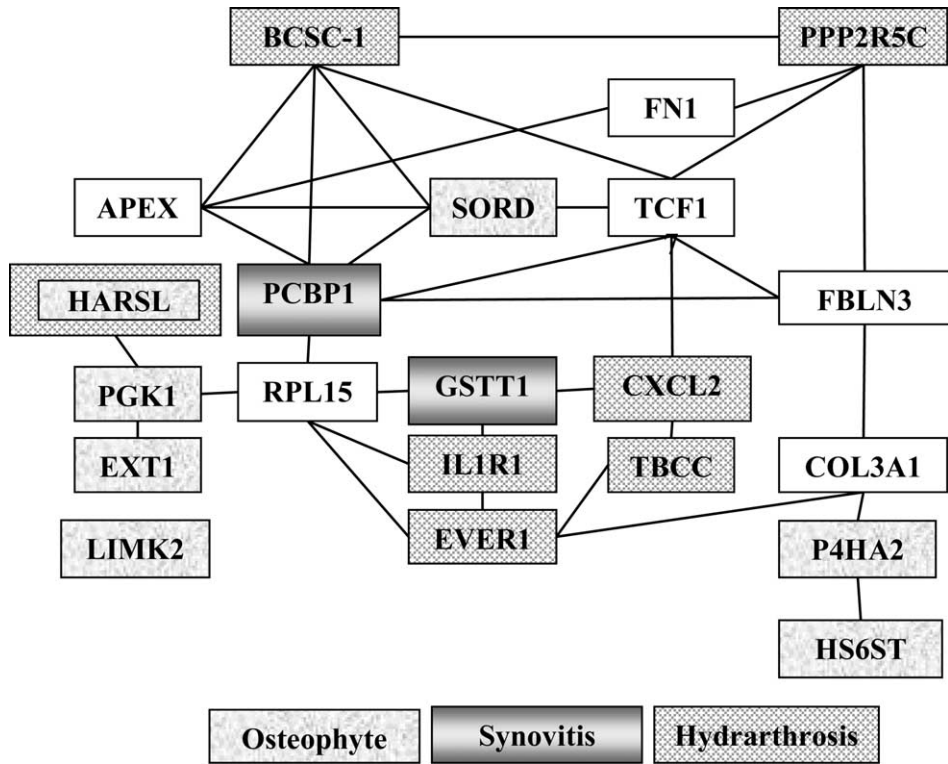 BCSC-1
PPP2R5C
FN1
APEX
SORD
TCF1
HARSL
PCBP1
FBLN3
PGK1
RPL15
GSTT1
CXCL2
EXT1
IL1R1
TBCC
COL3A1
LIMK2
EVER1
P4HA2
HS6ST
Osteophyte
Synovitis
Hydrarthrosis